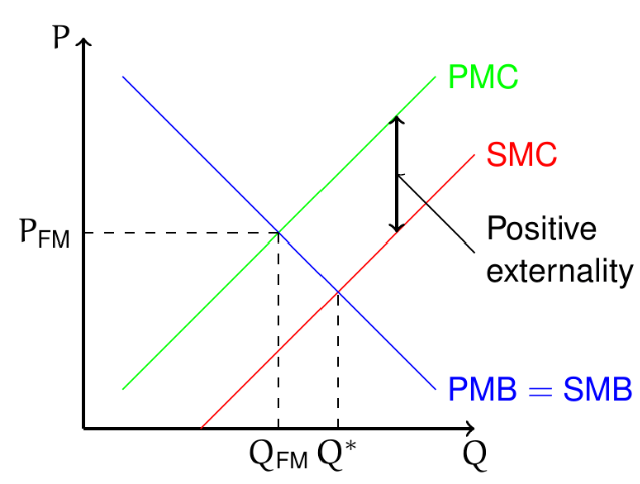 P
PMC
SMC
P_FM
Positive
externality
PMB = SMB
Q_FM Q* Q